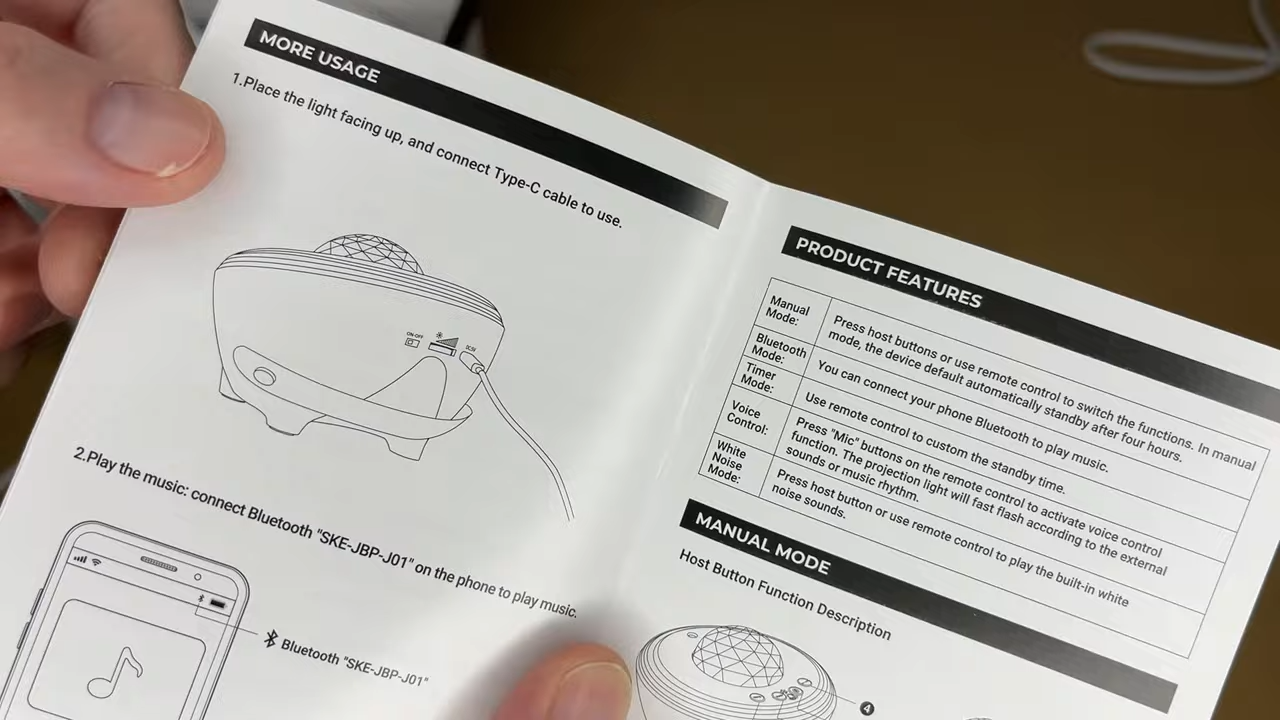 MORE USAGE
1.Place the light facing up, and connect Type-C cable to use.
ON-OFF
2.Play the music: connect Bluetooth "SKE-JBP-J01" on the phone to play music.
Bluetooth "SKE-JBP-J01"
PRODUCT FEATURES
Manual
Mode:
Press host buttons or use remote control to switch the functions. In manual
mode, the device default automatically standby after four hours.
Bluetooth
Mode:
You can connect your phone Bluetooth to play music.
Timer
Mode:
Use remote control to custom the standby time.
Voice
Control:
Press "Mic" buttons on the remote control to activate voice control
function. The projection light will fast flash according to the external
sounds or music rhythm.
White
Noise
Mode:
Press host button or use remote control to play the built-in white
noise sounds.
MANUAL MODE
Host Button Function Description
4